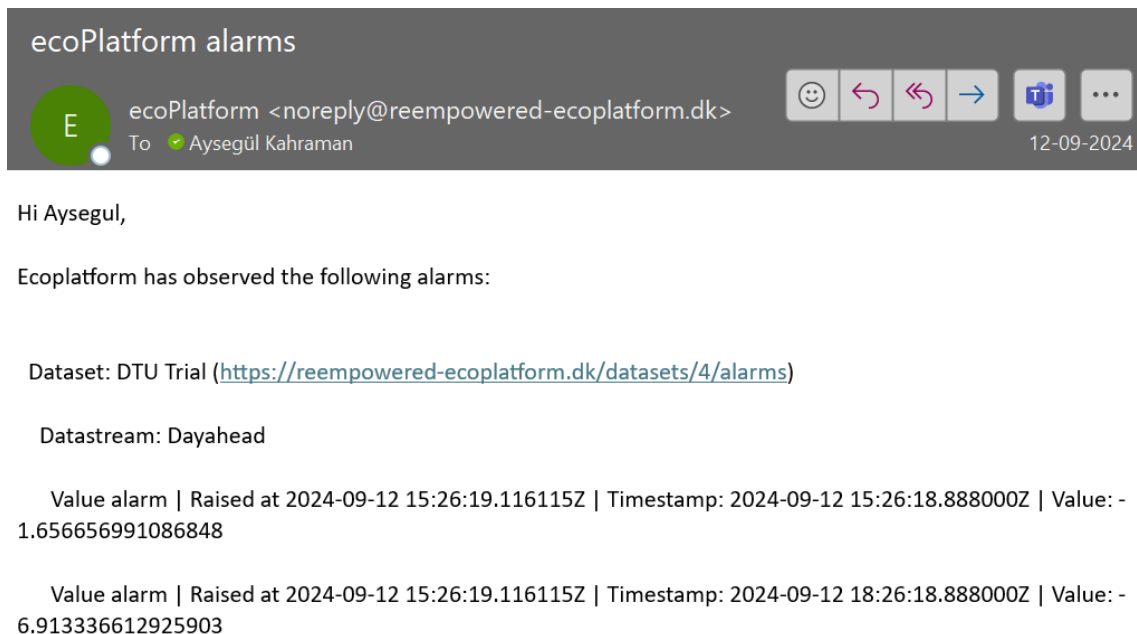 ecoPlatform alarms
E
ecoPlatform <noreply@reempowered-ecoplatform.dk>
To Aysegül Kahraman
12-09-2024
Hi Aysegul,
Ecoplatform has observed the following alarms:
Dataset: DTU Trial (https://reempowered-ecoplatform.dk/datasets/4/alarms)
Datastream: Dayahead
Value alarm | Raised at 2024-09-12 15:26:19.116115Z | Timestamp: 2024-09-12 15:26:18.888000Z | Value: -
1.656656991086848
Value alarm | Raised at 2024-09-12 15:26:19.116115Z | Timestamp: 2024-09-12 18:26:18.888000Z | Value: -
6.913336612925903